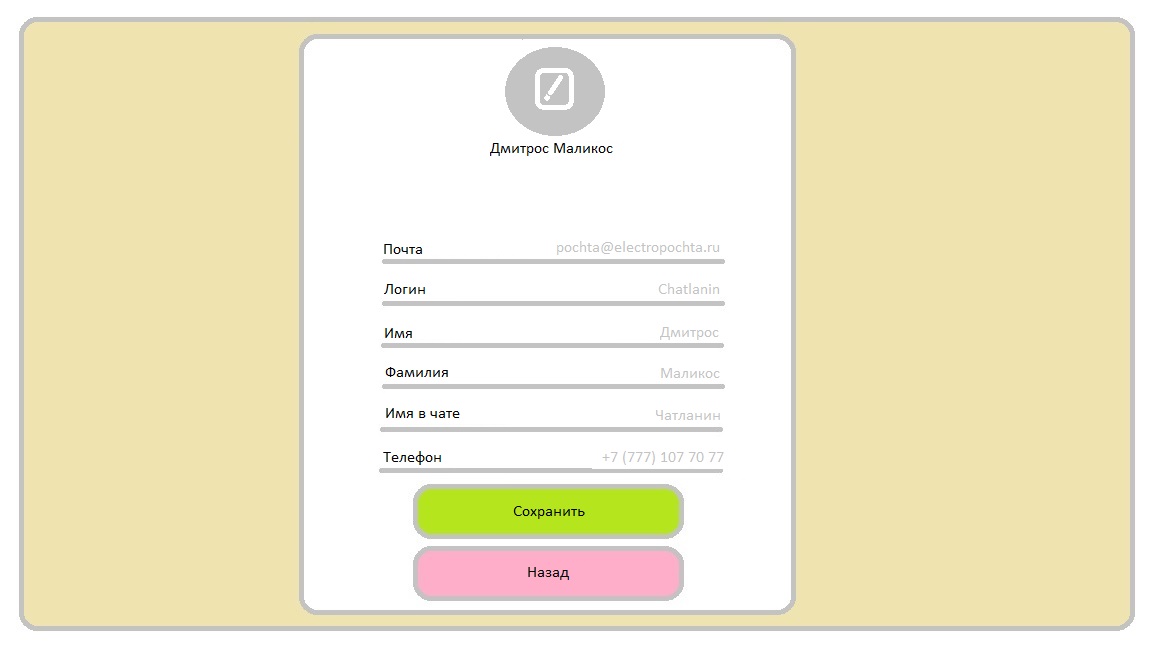 Дмитрос Маликос
Почта pochta@electropochta.ru
Логин Chatlanin
Имя Дмитрос
Фамилия Маликос
Имя в чате Чатланин
Телефон +7 (777) 107 70 77
Сохранить
Назад